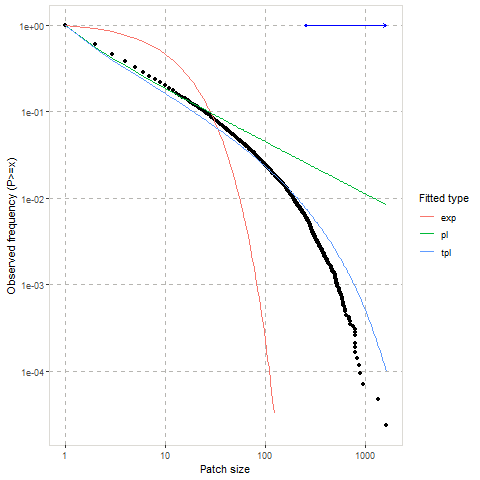 1e+00
1e-01
1e-02
1e-03
1e-04
Observed frequency (P>=x)
1
10
100
1000
Patch size
Fitted type
exp
pl
tpl